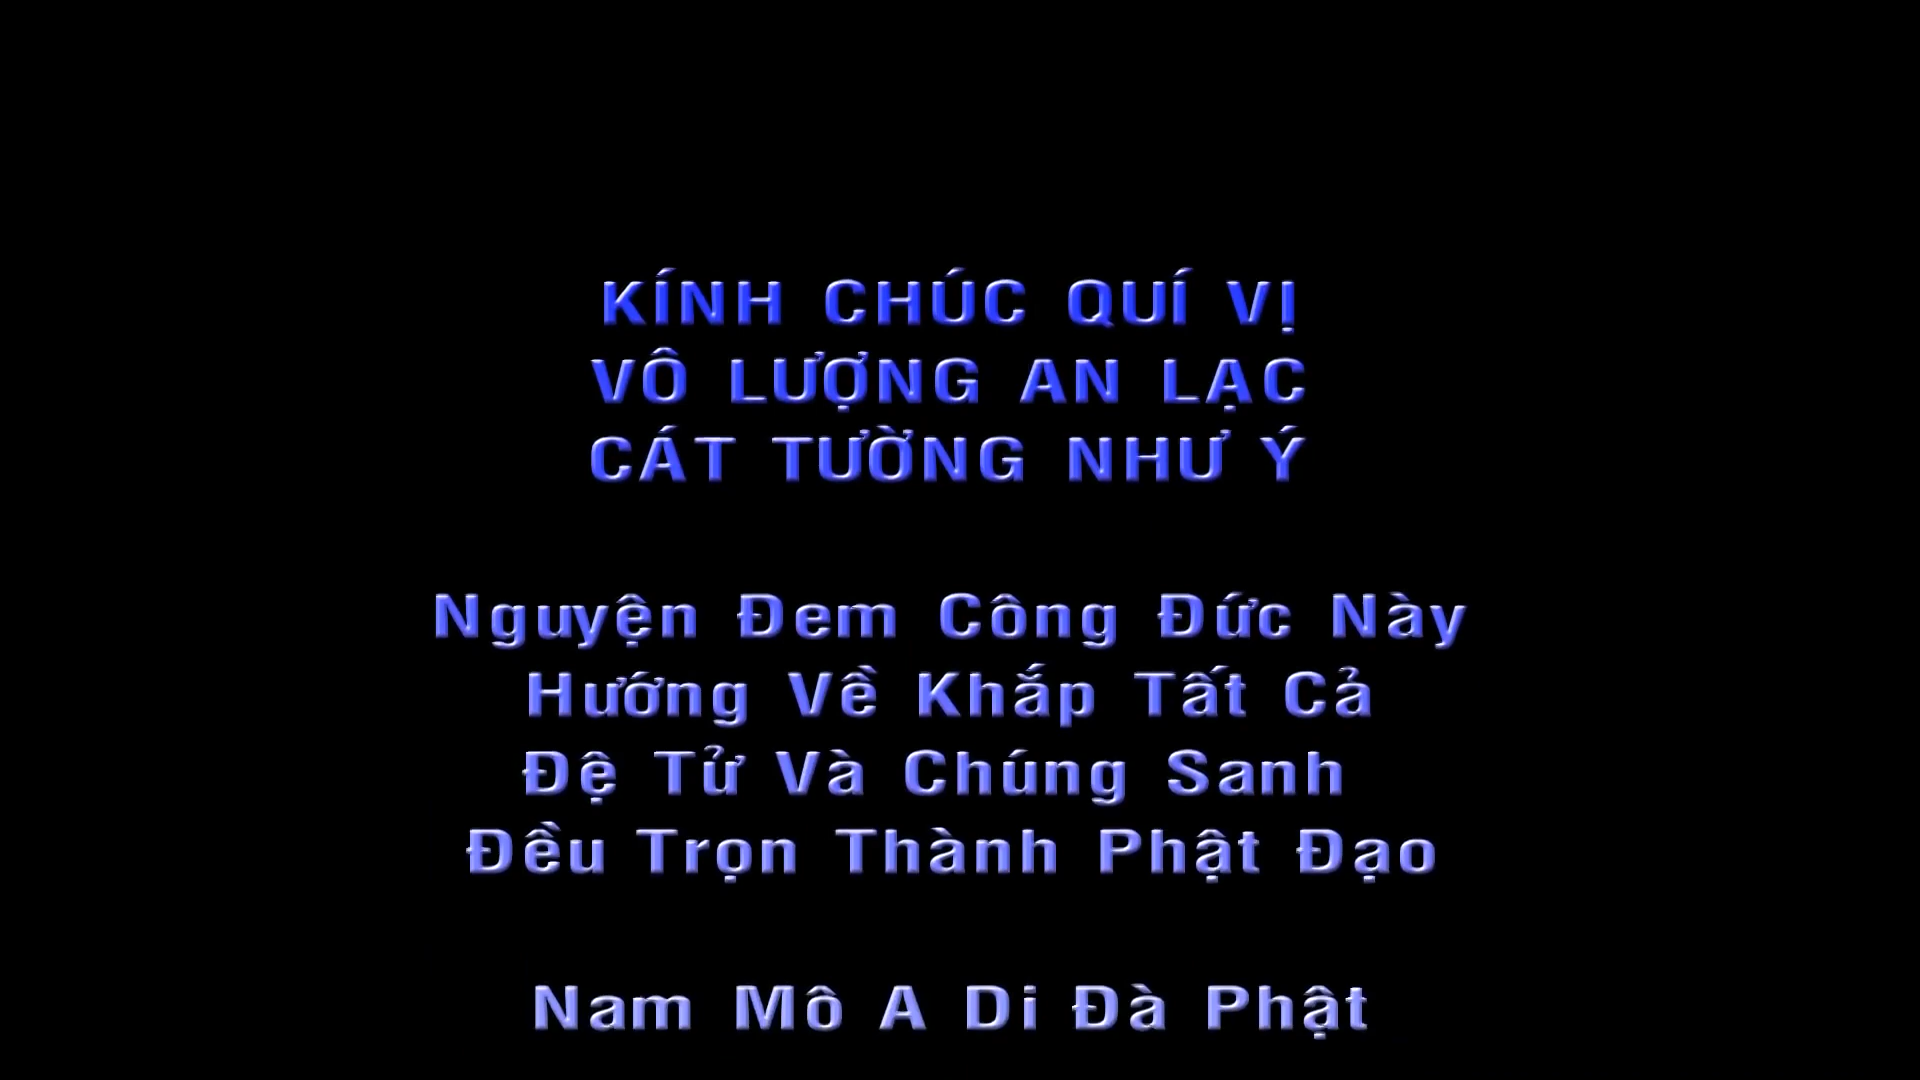 KÍNH CHÚC QUÍ VỊ
VÔ LƯỢNG AN LẠC
CÁT TƯỜNG NHƯ Ý
Nguyện Đem Công Đức Này
Hướng Về Khắp Tất Cả
Đệ Tử Và Chúng Sanh
Đều Trọn Thành Phật Đạo
Nam Mô A Di Đà Phật